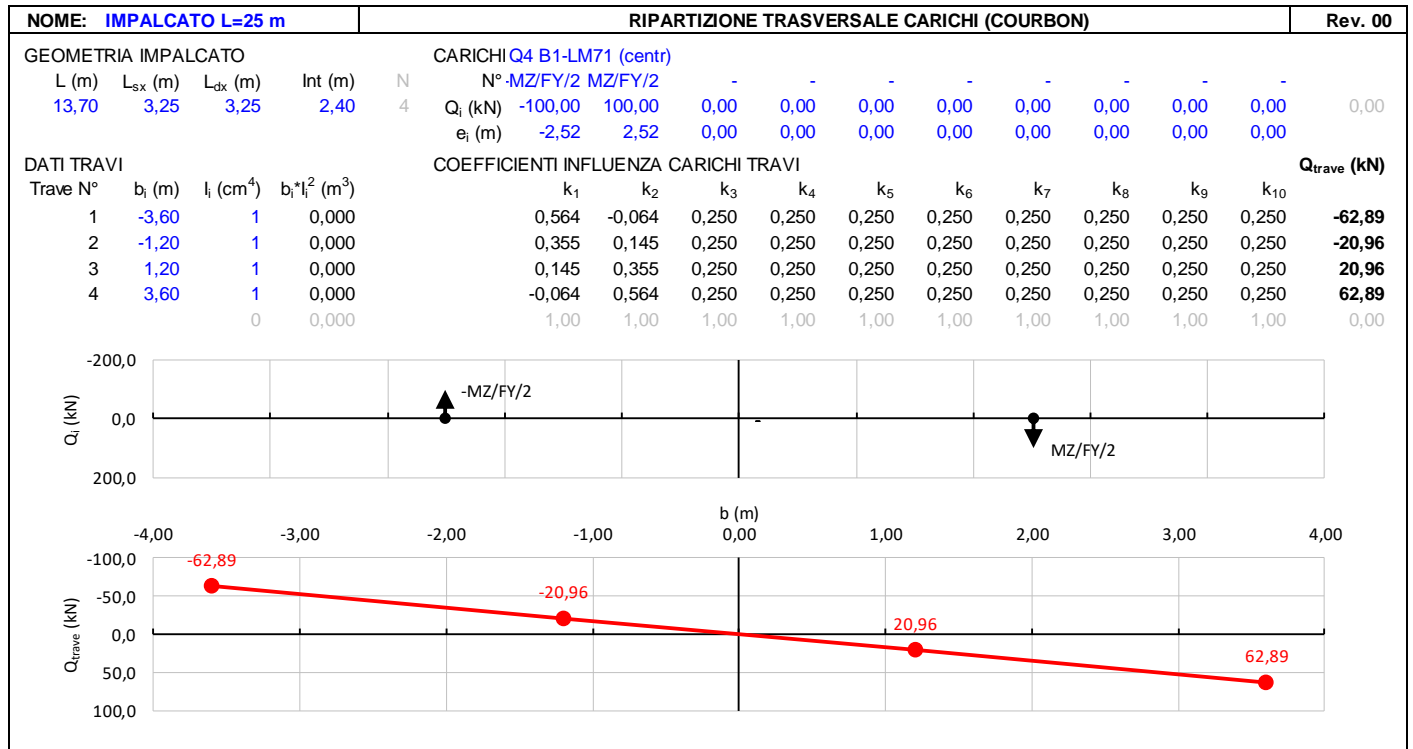 NOME: IMPALCATO L=25 m RIPARTIZIONE TRASVERSALE CARICHI (COURBON) Rev. 00
GEOMETRIA IMPALCATO CARICHI Q4 B1-LM71 (centr)
L (m) Lsx (m) Ldx (m) Int (m) N N° -MZ/FY/2 MZ/FY/2 - - - - - - - -
13,70 3,25 3,25 2,40 4 Qi (kN) -100,00 100,00 0,00 0,00 0,00 0,00 0,00 0,00 0,00 0,00 0,00
ei (m) -2,52 2,52 0,00 0,00 0,00 0,00 0,00 0,00 0,00 0,00
DATI TRAVI COEFFICIENTI INFLUENZA CARICHI TRAVI Qtrave (kN)
Trave N° bi (m) Ii (cm4) bi*Ii2 (m3) k1 k2 k3 k4 k5 k6 k7 k8 k9 k10
1 -3,60 1 0,000 0,564 -0,064 0,250 0,250 0,250 0,250 0,250 0,250 0,250 0,250 -62,89
2 -1,20 1 0,000 0,355 0,145 0,250 0,250 0,250 0,250 0,250 0,250 0,250 0,250 -20,96
3 1,20 1 0,000 0,145 0,355 0,250 0,250 0,250 0,250 0,250 0,250 0,250 0,250 20,96
4 3,60 1 0,000 -0,064 0,564 0,250 0,250 0,250 0,250 0,250 0,250 0,250 0,250 62,89
0 0,000 1,00 1,00 1,00 1,00 1,00 1,00 1,00 1,00 1,00 1,00 0,00
-200,0
-MZ/FY/2
0,0
-
Qi (kN)
MZ/FY/2
200,0
b (m)
-4,00 -3,00 -2,00 -1,00 0,00 1,00 2,00 3,00 4,00
-100,0
-62,89
-50,0
-20,96
0,0
20,96
Qtrave (kN)
62,89
50,0
100,0